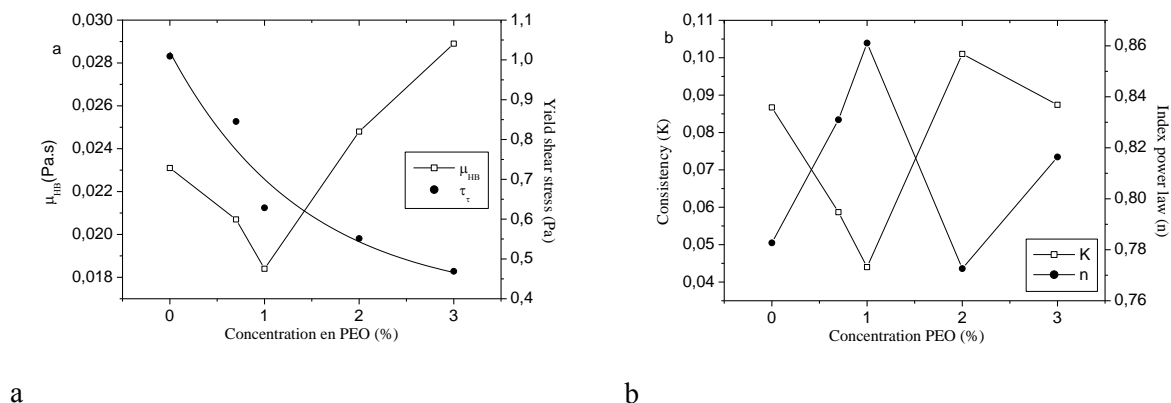 a
0,030
0,028
0,026
0,024
0,022
0,020
0,018
μHB(Pa.s)
1,1
1,0
0,9
0,8
0,7
0,6
0,5
0,4
Yield shear stress (Pa)
μHB
ττ
0 1 2 3
Concentration en PEO (%)
b
0,11
0,10
0,09
0,08
0,07
0,06
0,05
0,04
Consistency (K)
0,86
0,84
0,82
0,80
0,78
0,76
Index power law (n)
K
n
0 1 2 3
Concentration PEO (%)
a b